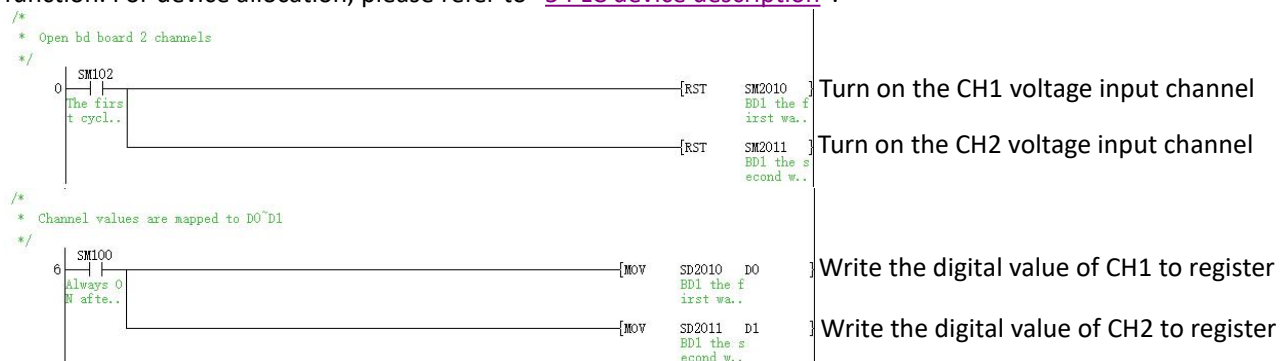 function. For device allocation, please refer to "5-PLC device description".
/*
* Open bd board 2 channels
*/
SM102
0
[RST SM2010 ] Turn on the CH1 voltage input channel
The firs
t cycl..
BD1 the f
irst wa..
[RST SM2011 ] Turn on the CH2 voltage input channel
BD1 the s
econd w..
/*
* Channel values are mapped to D0~D1
*/
SM100
6
[MOV SD2010 D0 ] Write the digital value of CH1 to register
Always O
N afte..
BD1 the f
irst wa..
[MOV SD2011 D1 ] Write the digital value of CH2 to register
BD1 the s
econd w..